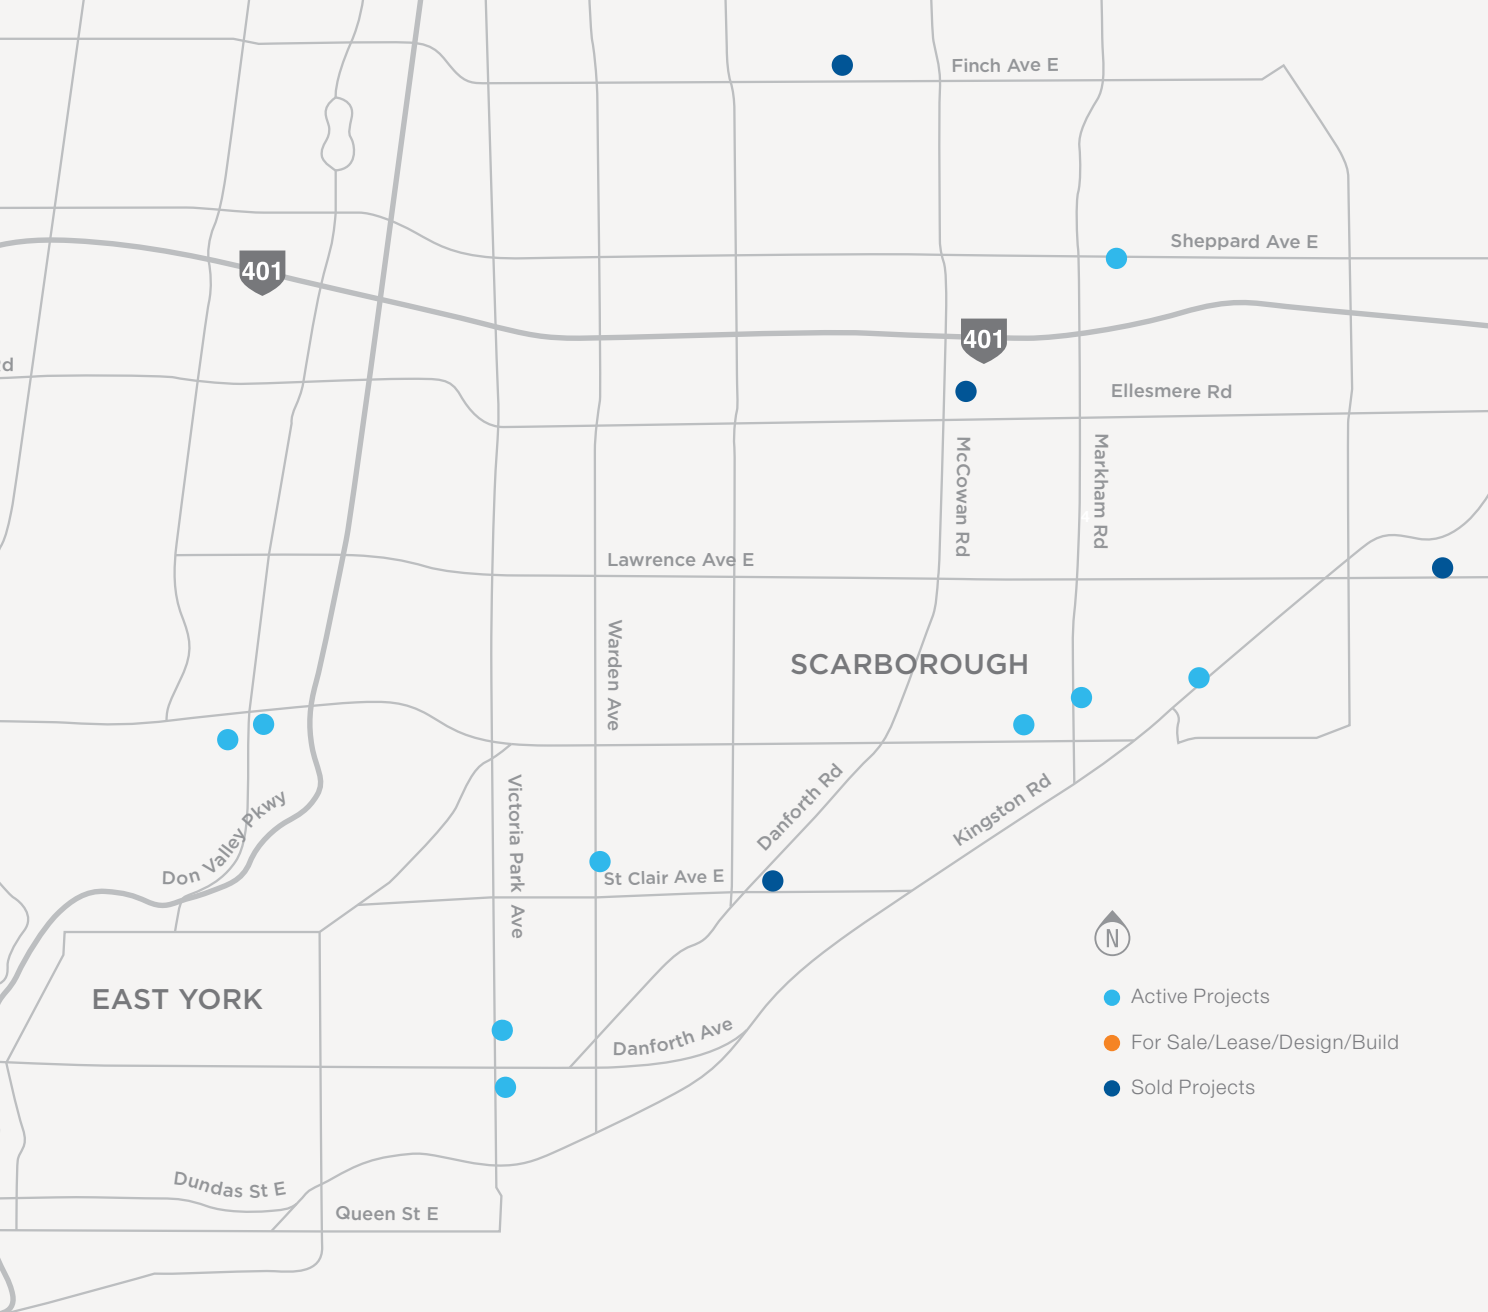 Finch Ave E
Sheppard Ave E
401
401
rd
Ellesmere Rd
McCowan Rd
Markham Rd
4
Lawrence Ave E
Warden Ave
SCARBOROUGH
Don Valley Pkwy
Victoria Park Ave
Danforth Rd
Kingston Rd
St Clair Ave E
N
EAST YORK
Active Projects
Danforth Ave
For Sale/Lease/Design/Build
Sold Projects
Dundas St E
Queen St E